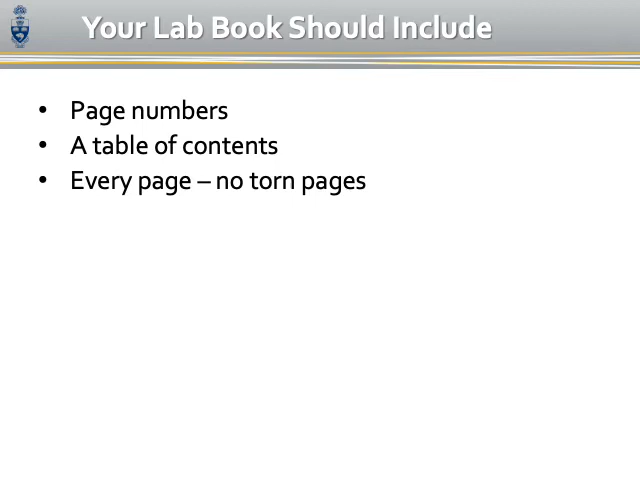 Your Lab Book Should Include
• Page numbers
• A table of contents
• Every page – no torn pages